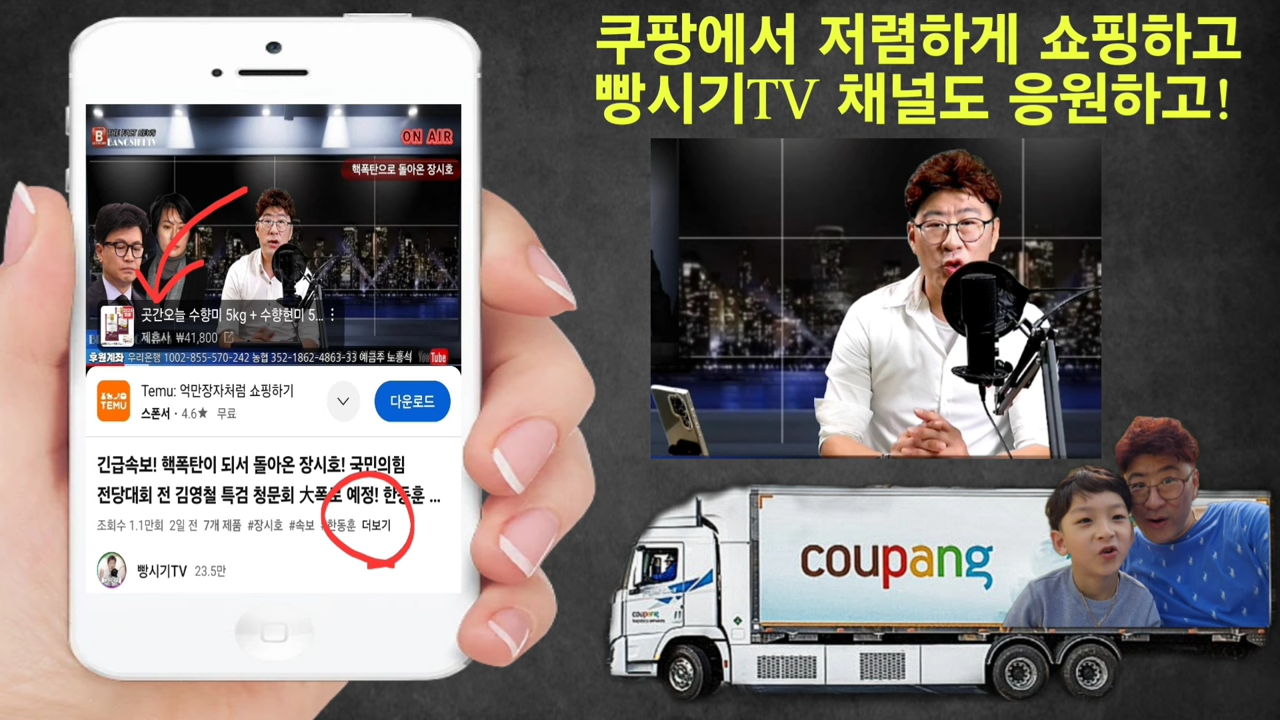 쿠팡에서 저렴하게 쇼핑하고
빵시기TV 채널도 응원하고!
THE FACT NEWS
BANGSIKITV
ON AIR
핵폭탄으로 돌아온 장시호
곳간오늘 수향미 5kg + 수향현미 5...
제휴사 ₩41,800
후원계좌 우리은행 1002-855-570-242 농협 352-1862-4863-33 예금주 노흥석 YouTube
TEMU
Temu: 억만장자처럼 쇼핑하기
스폰서 · 4.6★ 무료
다운로드
긴급속보! 핵폭탄이 되서 돌아온 장시호! 국민의힘
전당대회 전 김영철 특검 청문회 大폭로 예정! 한동훈 ...
조회수 1.1만회 2일 전 7개 제품 #장시호 #속보 #한동훈 더보기
빵시기TV 23.5만
coupang
coupang